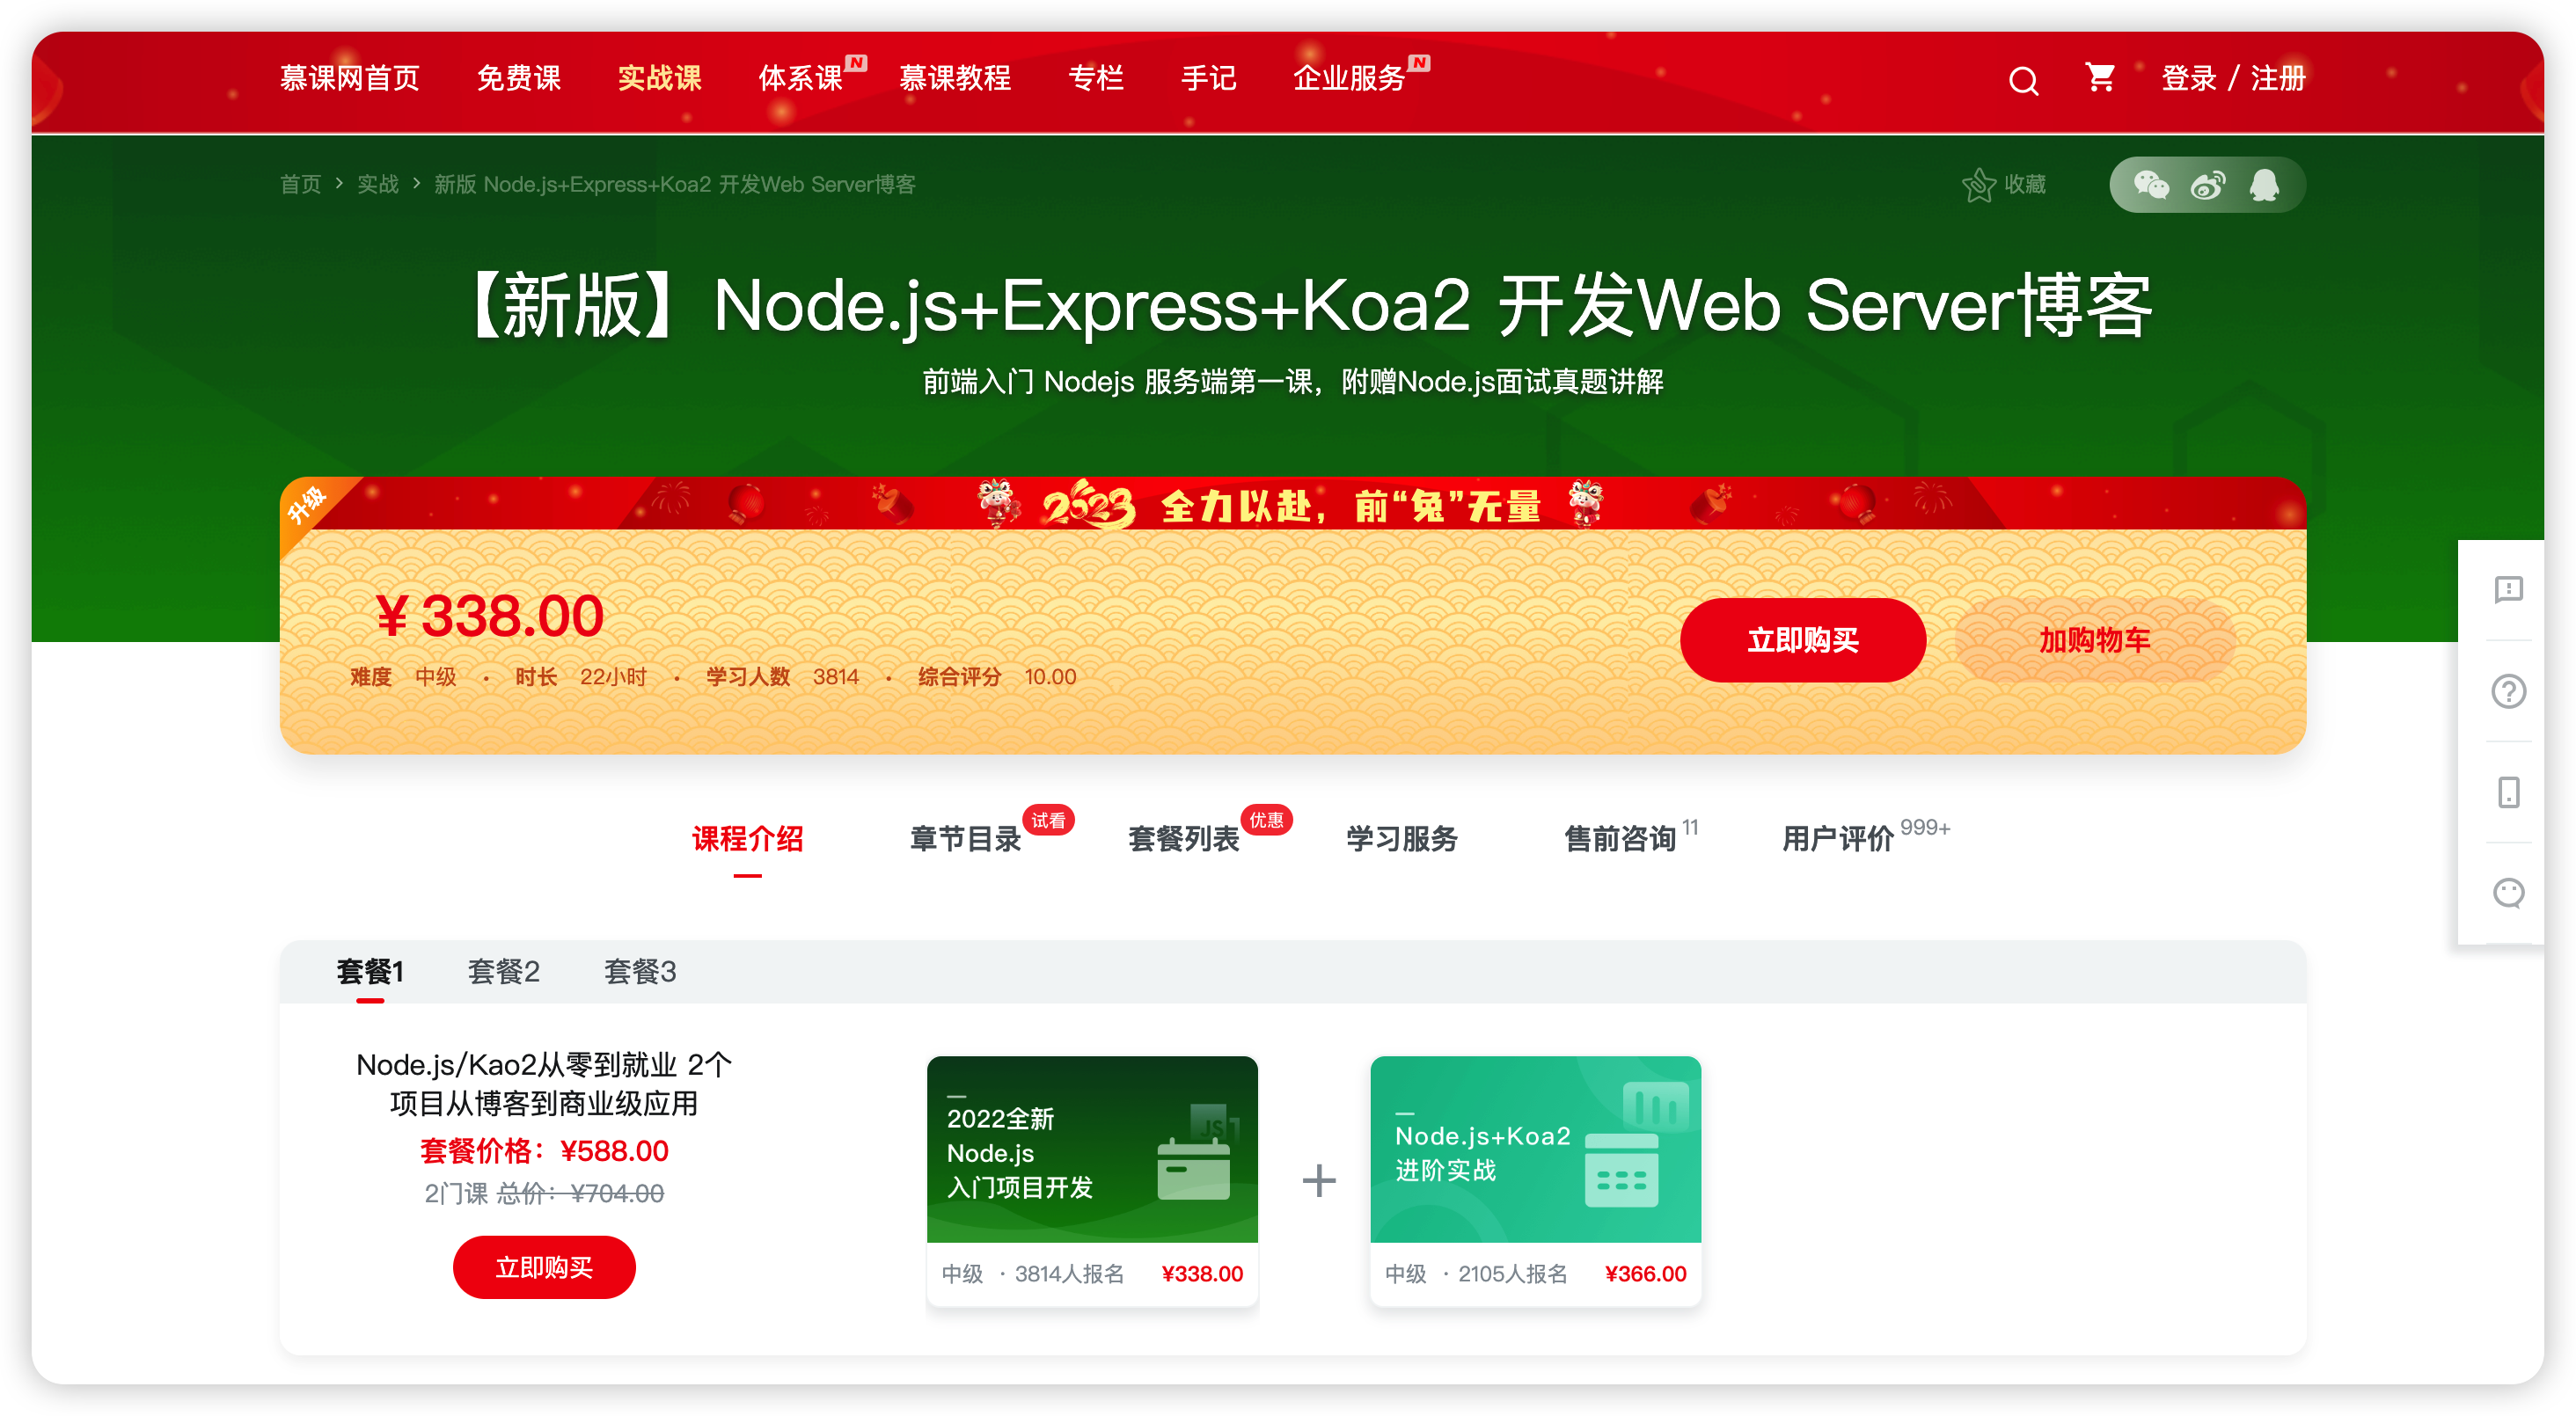 慕课网首页 免费课 实战课 体系课 N 慕课教程 专栏 手记 企业服务 N 登录 / 注册
首页 > 实战 > 新版 Node.js+Express+Koa2 开发Web Server博客 收藏
【新版】Node.js+Express+Koa2 开发Web Server博客
前端入门 Nodejs 服务端第一课，附赠Node.js面试真题讲解
升级 2023 全力以赴，前“兔”无量
¥ 338.00
立即购买 加购物车
难度 中级 · 时长 22小时 · 学习人数 3814 · 综合评分 10.00
课程介绍 章节目录 试看 套餐列表 优惠 学习服务 售前咨询 11 用户评价 999+
套餐1 套餐2 套餐3
Node.js/Kao2从零到就业 2个
项目从博客到商业级应用
套餐价格：¥588.00
2门课 总价：¥704.00
立即购买
2022全新
Node.js
入门项目开发
JS
中级 · 3814人报名 ¥338.00
+
Node.js+Koa2
进阶实战
中级 · 2105人报名 ¥366.00